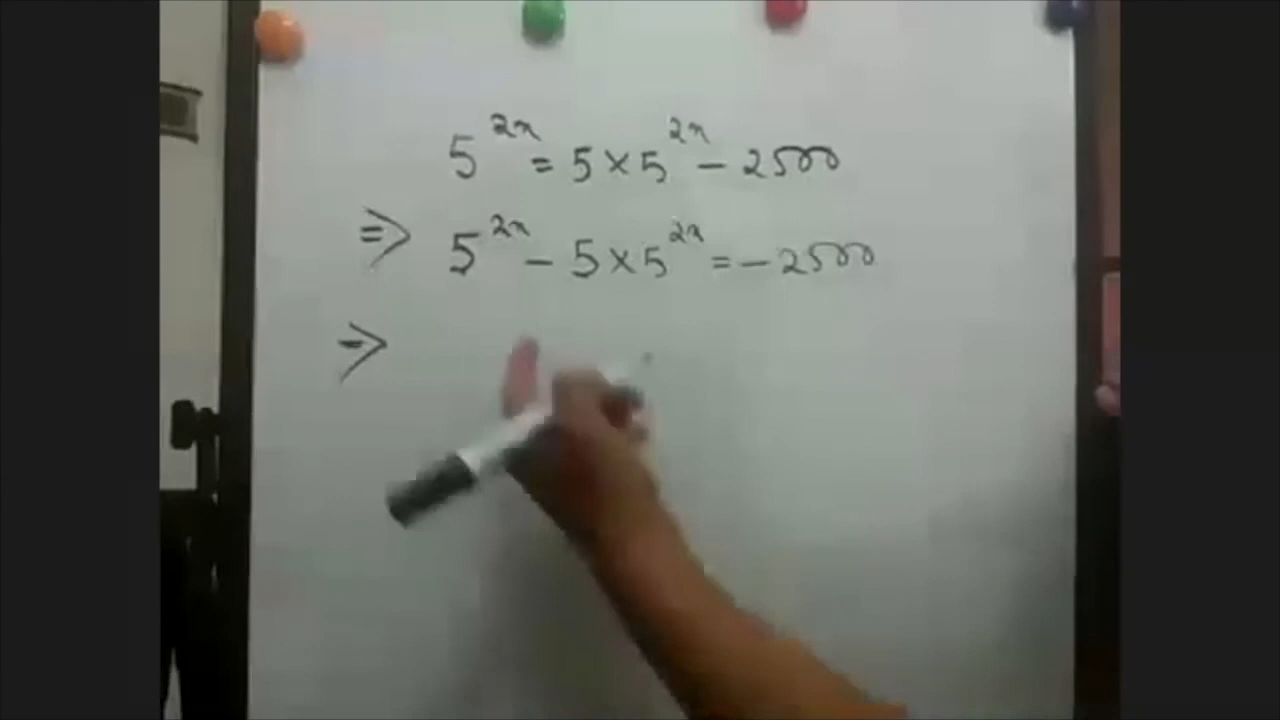 5^{2x} = 5 × 5^{2x} - 2500
⇒ 5^{2x} - 5 × 5^{2x} = - 2500
⇒